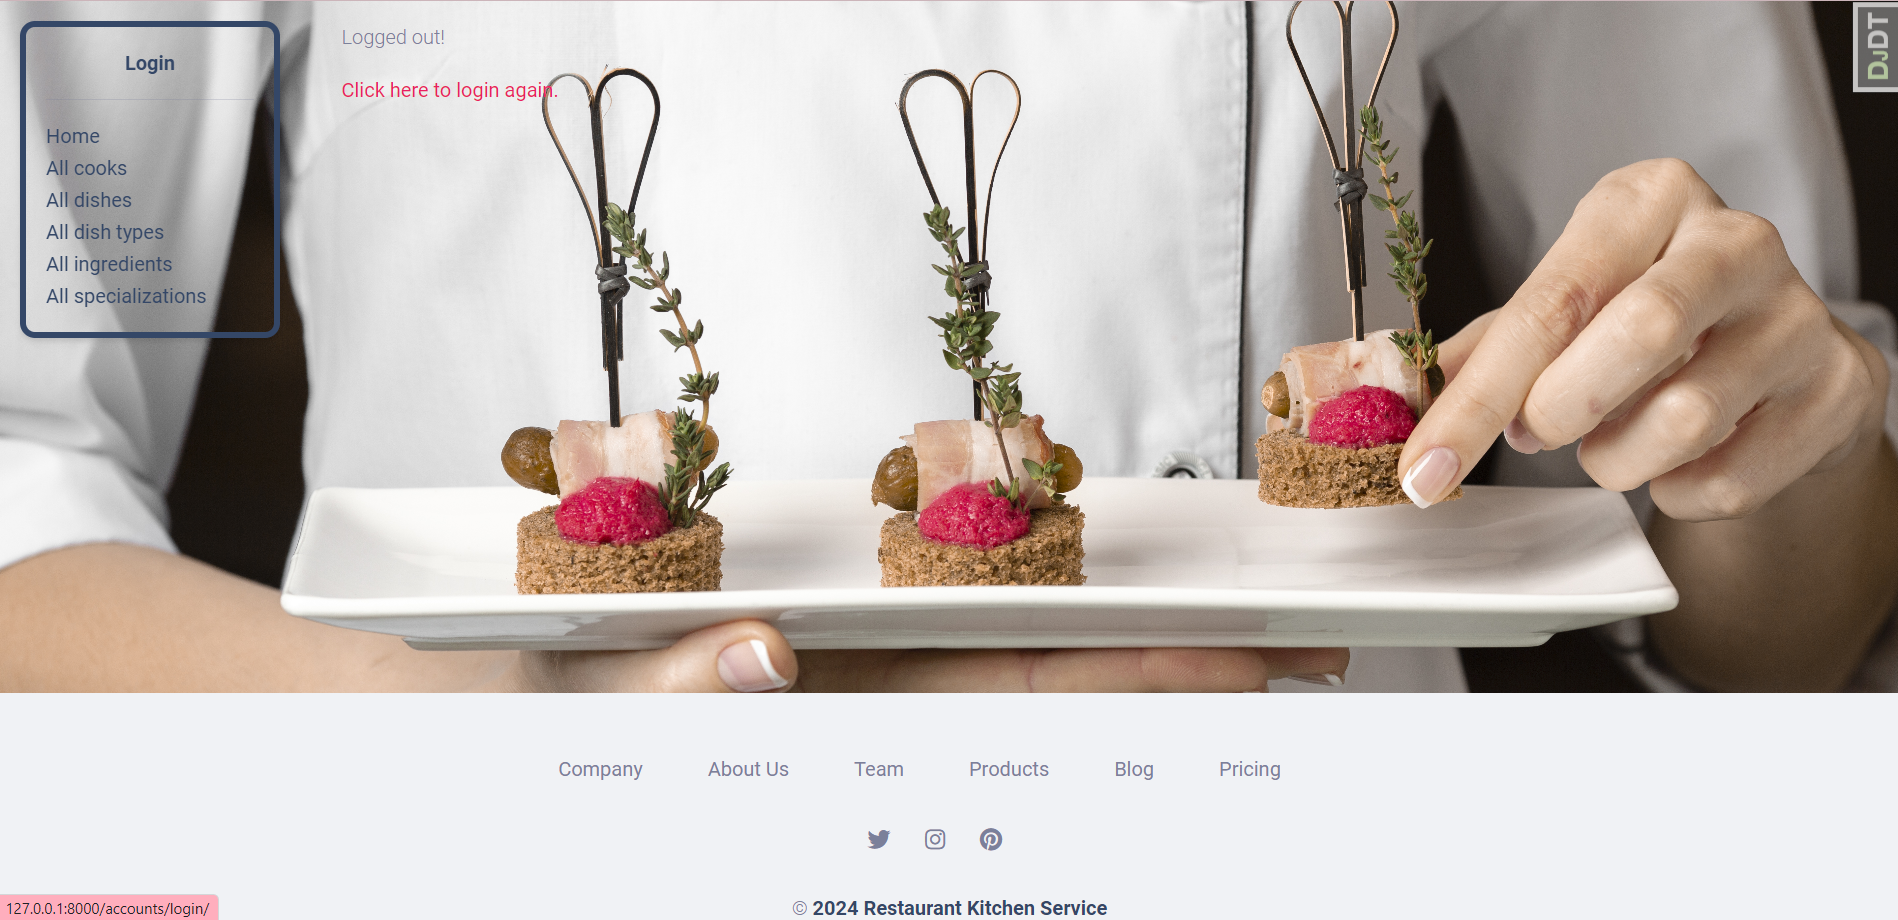 Login
Home
All cooks
All dishes
All dish types
All ingredients
All specializations
Logged out!
Click here to login again.
DJDT
Company About Us Team Products Blog Pricing
© 2024 Restaurant Kitchen Service
127.0.0.1:8000/accounts/login/